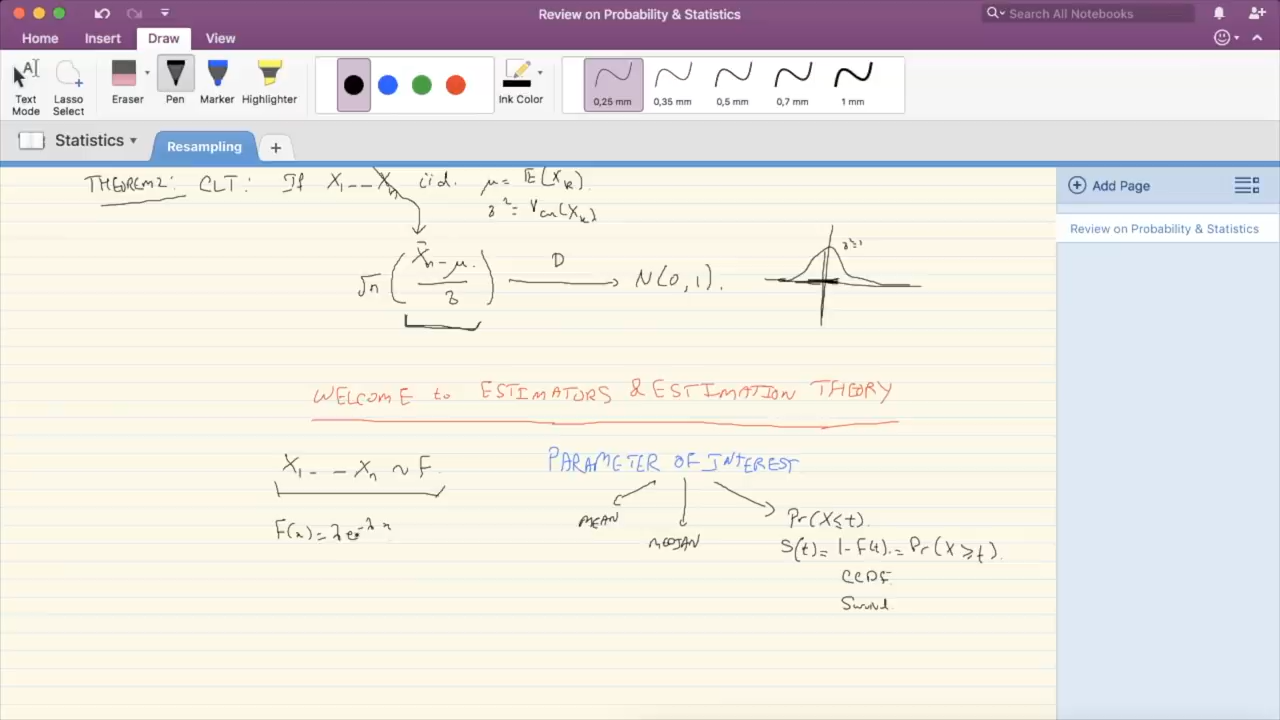 Review on Probability & Statistics
Search All Notebooks
Home Insert Draw View
Text Mode
Lasso Select
Eraser
Pen
Marker
Highlighter
Ink Color
0,25 mm 0,35 mm 0,5 mm 0,7 mm 1 mm
Statistics
Resampling
+
Add Page
Review on Probability & Statistics
THEOREM2: CLT: If X₁ -- Xₙ iid. μ = E(Xₖ).
σ² = Var(Xₖ)
√n ( (X̄ₙ - μ) / σ ) —D→ N(0,1).
WELCOME to ESTIMATORS & ESTIMATION THEORY
X₁ -- Xₙ ~ F.
PARAMETER OF INTEREST
MEAN
MEDIAN
Pr(X ≤ t).
S(t) = 1 - F(t). = Pr(X ≥ t).
CCDF.
F(x) = λe^{-λx}